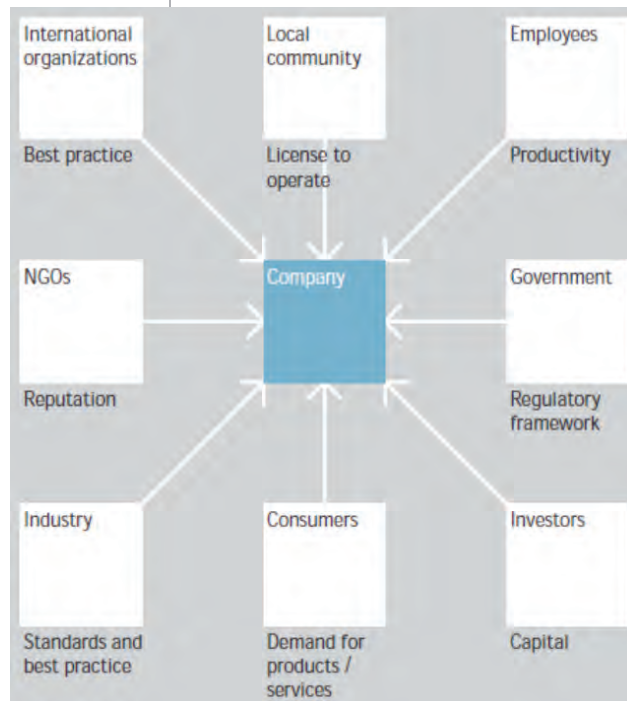 International
organizations
Local
community
Employees
Best practice
License to
operate
Productivity
NGOs
Company
Government
Reputation
Regulatory
framework
Industry
Consumers
Investors
Standards and
best practice
Demand for
products /
services
Capital